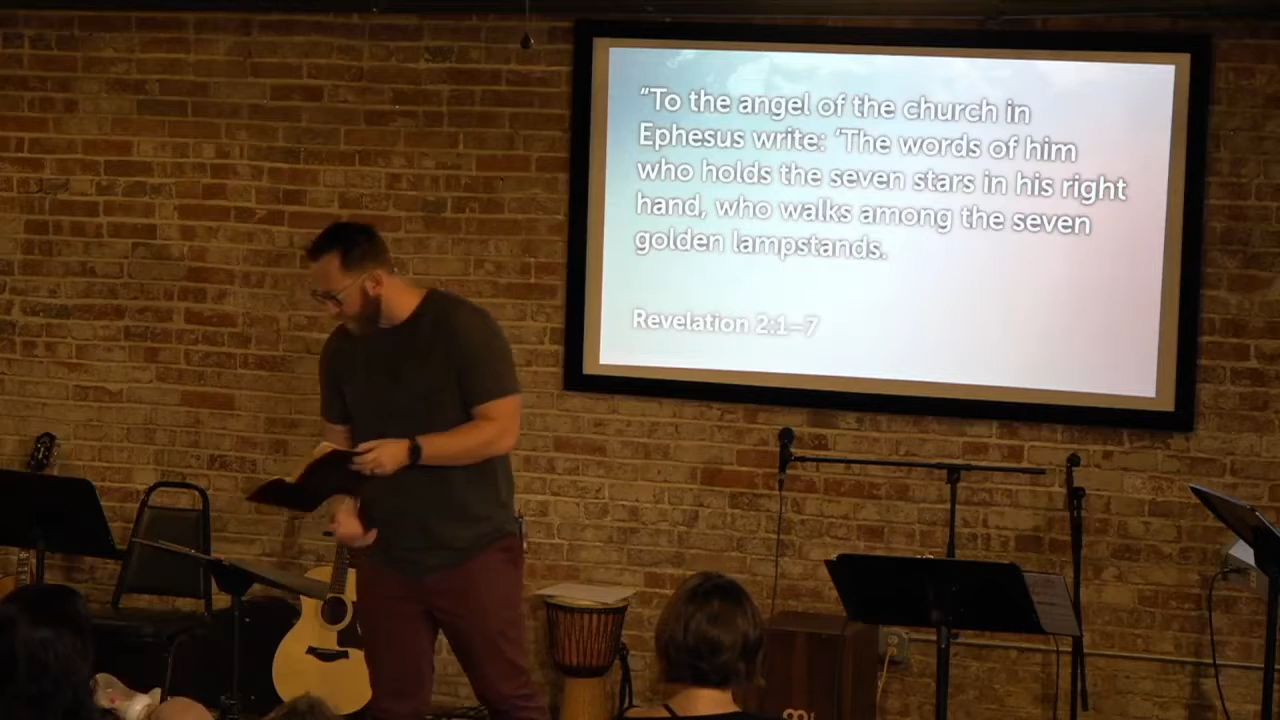 “To the angel of the church in
Ephesus write: ‘The words of him
who holds the seven stars in his right
hand, who walks among the seven
golden lampstands.
Revelation 2:1–7